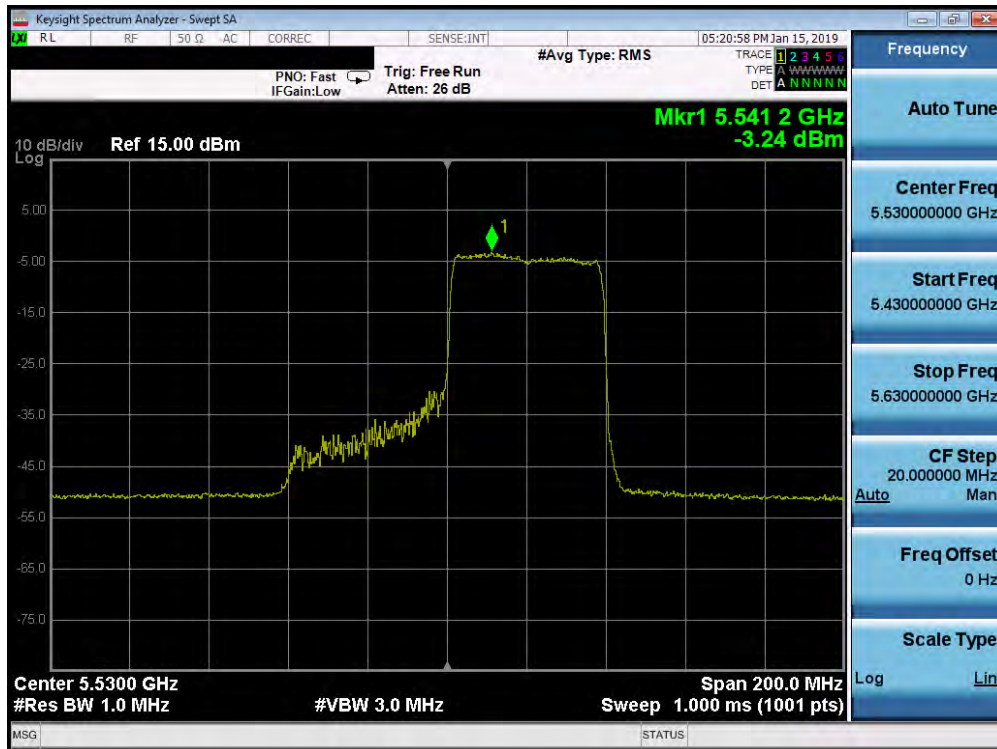 Keysight Spectrum Analyzer - Swept SA
LXI RL RF 50 Ω AC CORREC SENSE:INT 05:20:58 PM Jan 15, 2019
#Avg Type: RMS TRACE 1 2 3 4 5 6
PNO: Fast Trig: Free Run TYPE A WWWWW
IFGain:Low Atten: 26 dB DET A N N N N N
Mkr1 5.541 2 GHz
-3.24 dBm
10 dB/div Ref 15.00 dBm
Log
1
5.00
-5.00
-15.0
-25.0
-35.0
-45.0
-55.0
-65.0
-75.0
Center 5.5300 GHz Span 200.0 MHz
#Res BW 1.0 MHz #VBW 3.0 MHz Sweep 1.000 ms (1001 pts)
MSG STATUS
Frequency
Auto Tune
Center Freq
5.530000000 GHz
Start Freq
5.430000000 GHz
Stop Freq
5.630000000 GHz
CF Step
20.000000 MHz
Auto Man
Freq Offset
0 Hz
Scale Type
Log Lin